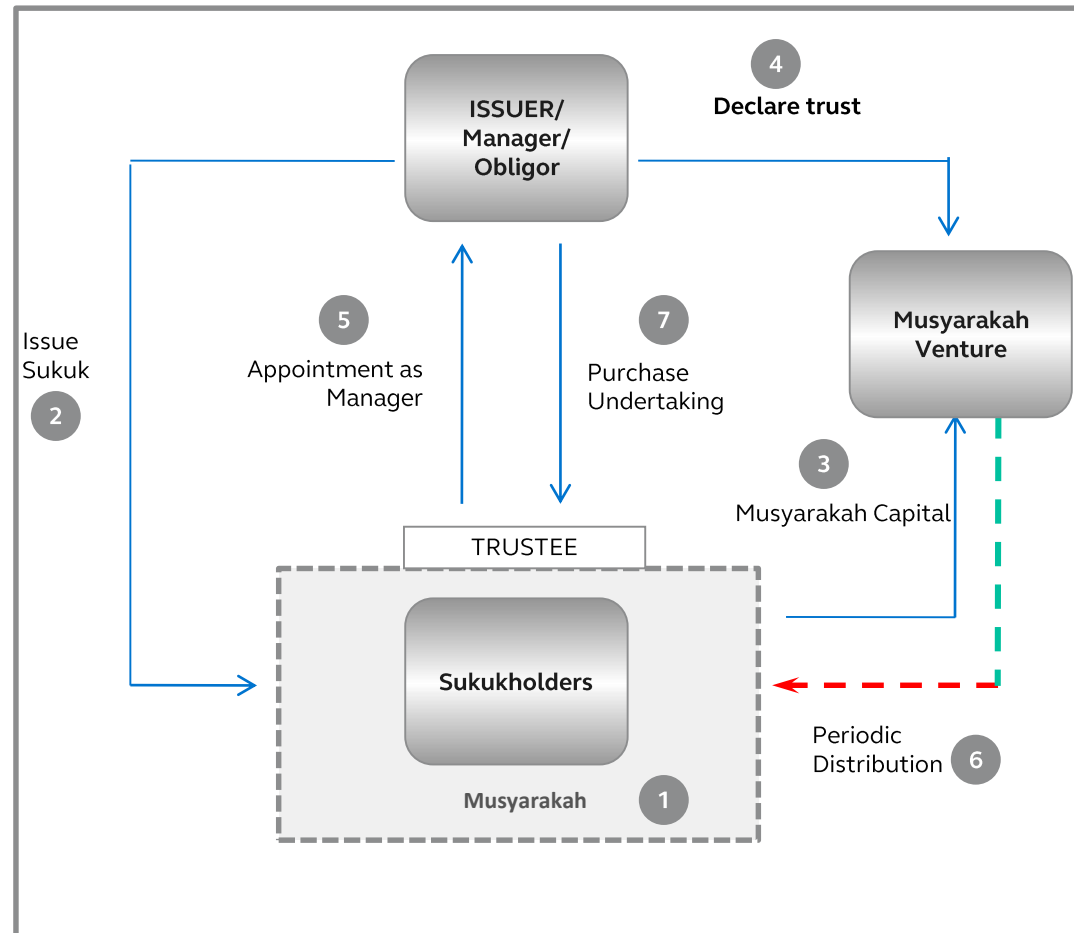 4
Declare trust
ISSUER/
Manager/
Obligor
5
Appointment as
Manager
7
Purchase
Undertaking
Musyarakah
Venture
Issue
Sukuk
2
3
Musyarakah Capital
TRUSTEE
Sukukholders
Musyarakah
1
Periodic
Distribution
6